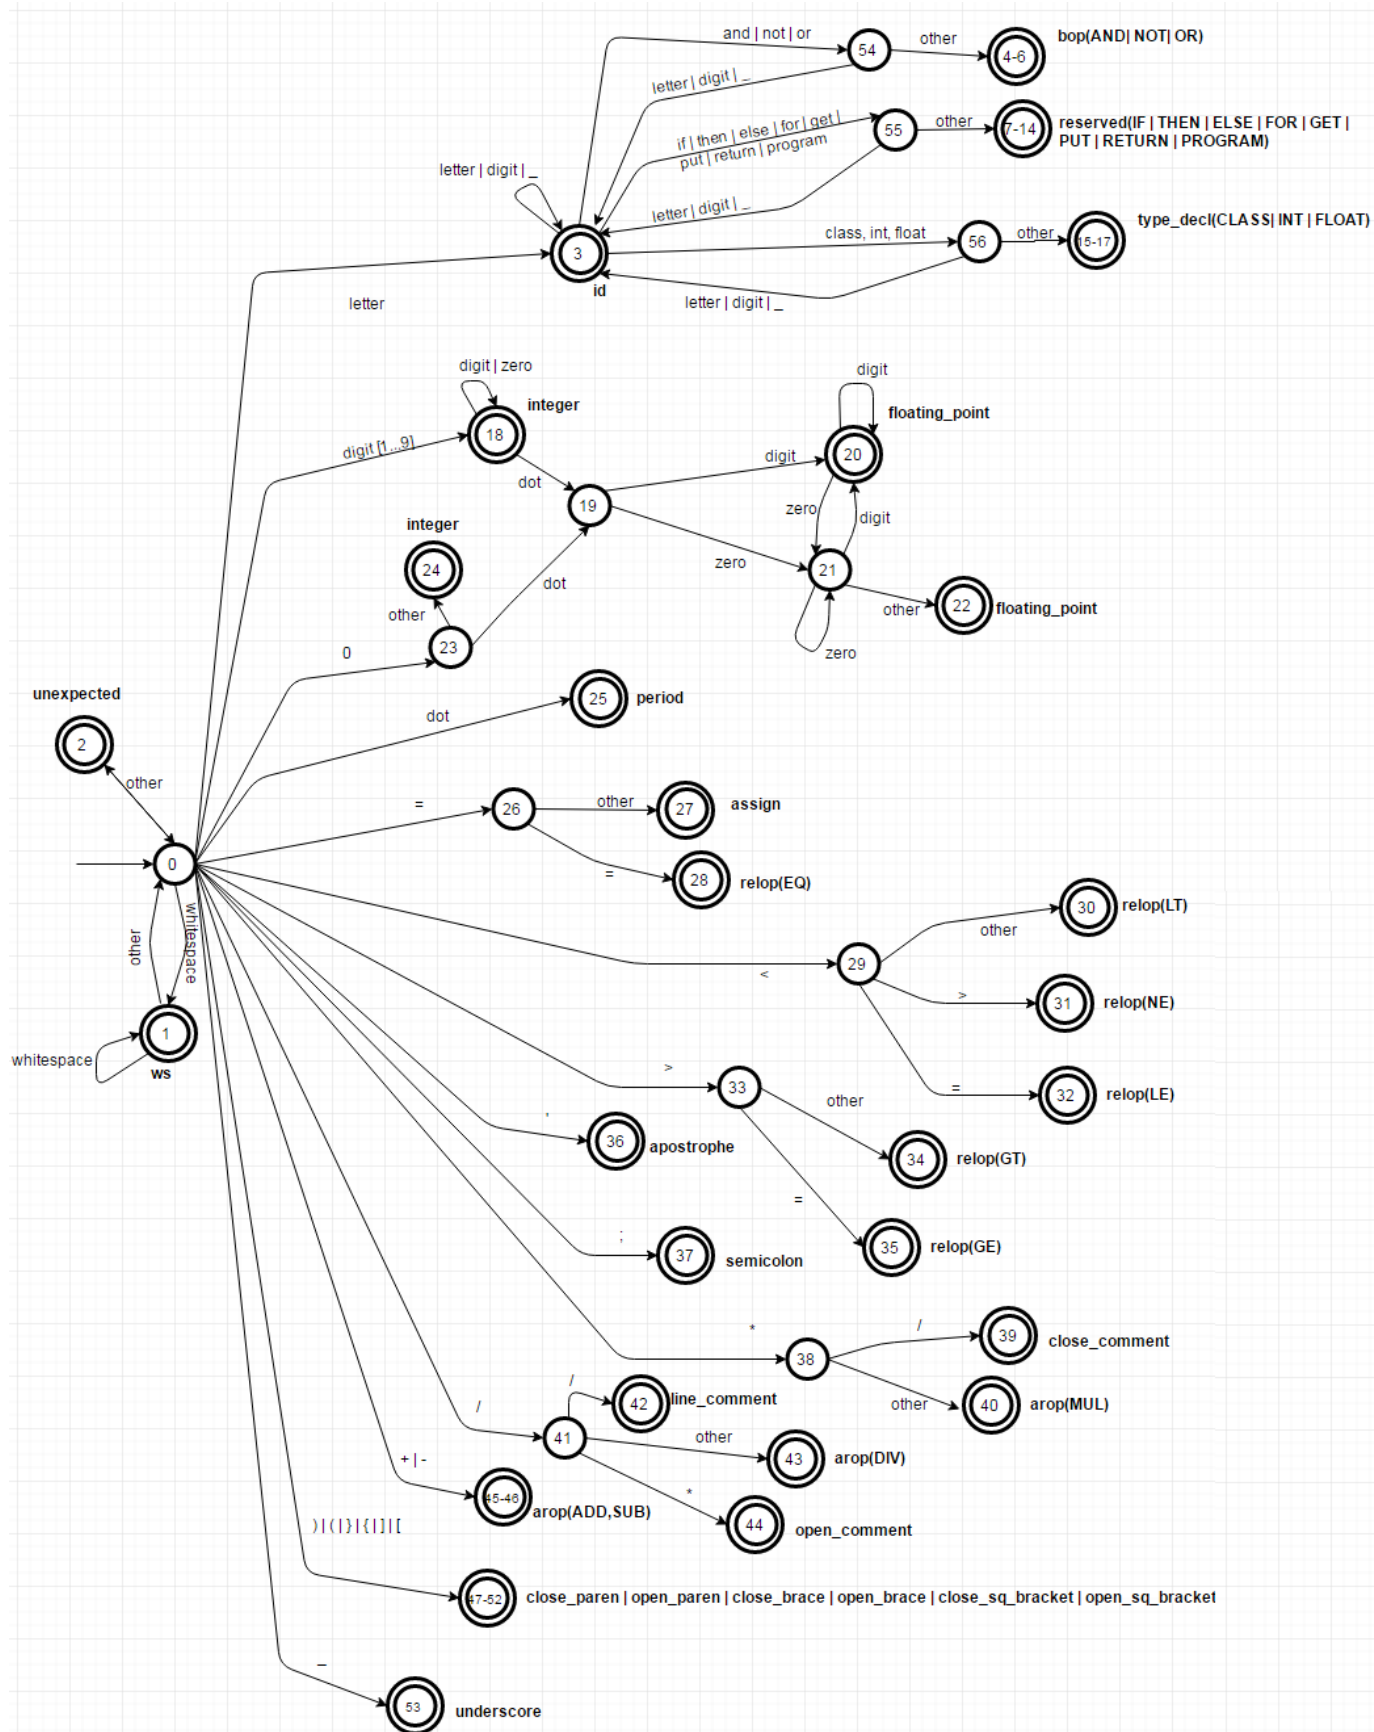 and | not | or
54
other
4-6
bop(AND| NOT| OR)
letter | digit | _
if | then | else | for | get |
put | return | program
55
other
7-14
reserved(IF | THEN | ELSE | FOR | GET |
PUT | RETURN | PROGRAM)
letter | digit | _
letter | digit | _
3
id
class, int, float
56
other
15-17
type_decl(CLASS| INT | FLOAT)
letter | digit | _
letter
digit | zero
integer
18
digit [1...9]
dot
19
digit
digit
floating_point
20
zero
digit
zero
21
other
22
floating_point
zero
integer
24
other
dot
23
0
unexpected
2
other
dot
25
period
=
26
other
27
assign
=
28
relop(EQ)
0
other
whitespace
1
whitespace
ws
<
29
other
30
relop(LT)
>
31
relop(NE)
=
32
relop(LE)
>
33
other
34
relop(GT)
=
35
relop(GE)
'
36
apostrophe
;
37
semicolon
*
38
/
39
close_comment
other
40
arop(MUL)
/
41
/
42
line_comment
other
43
arop(DIV)
*
44
open_comment
+ | -
45-46
arop(ADD,SUB)
) | ( | } | { | ] | [
47-52
close_paren | open_paren | close_brace | open_brace | close_sq_bracket | open_sq_bracket
_
53
underscore